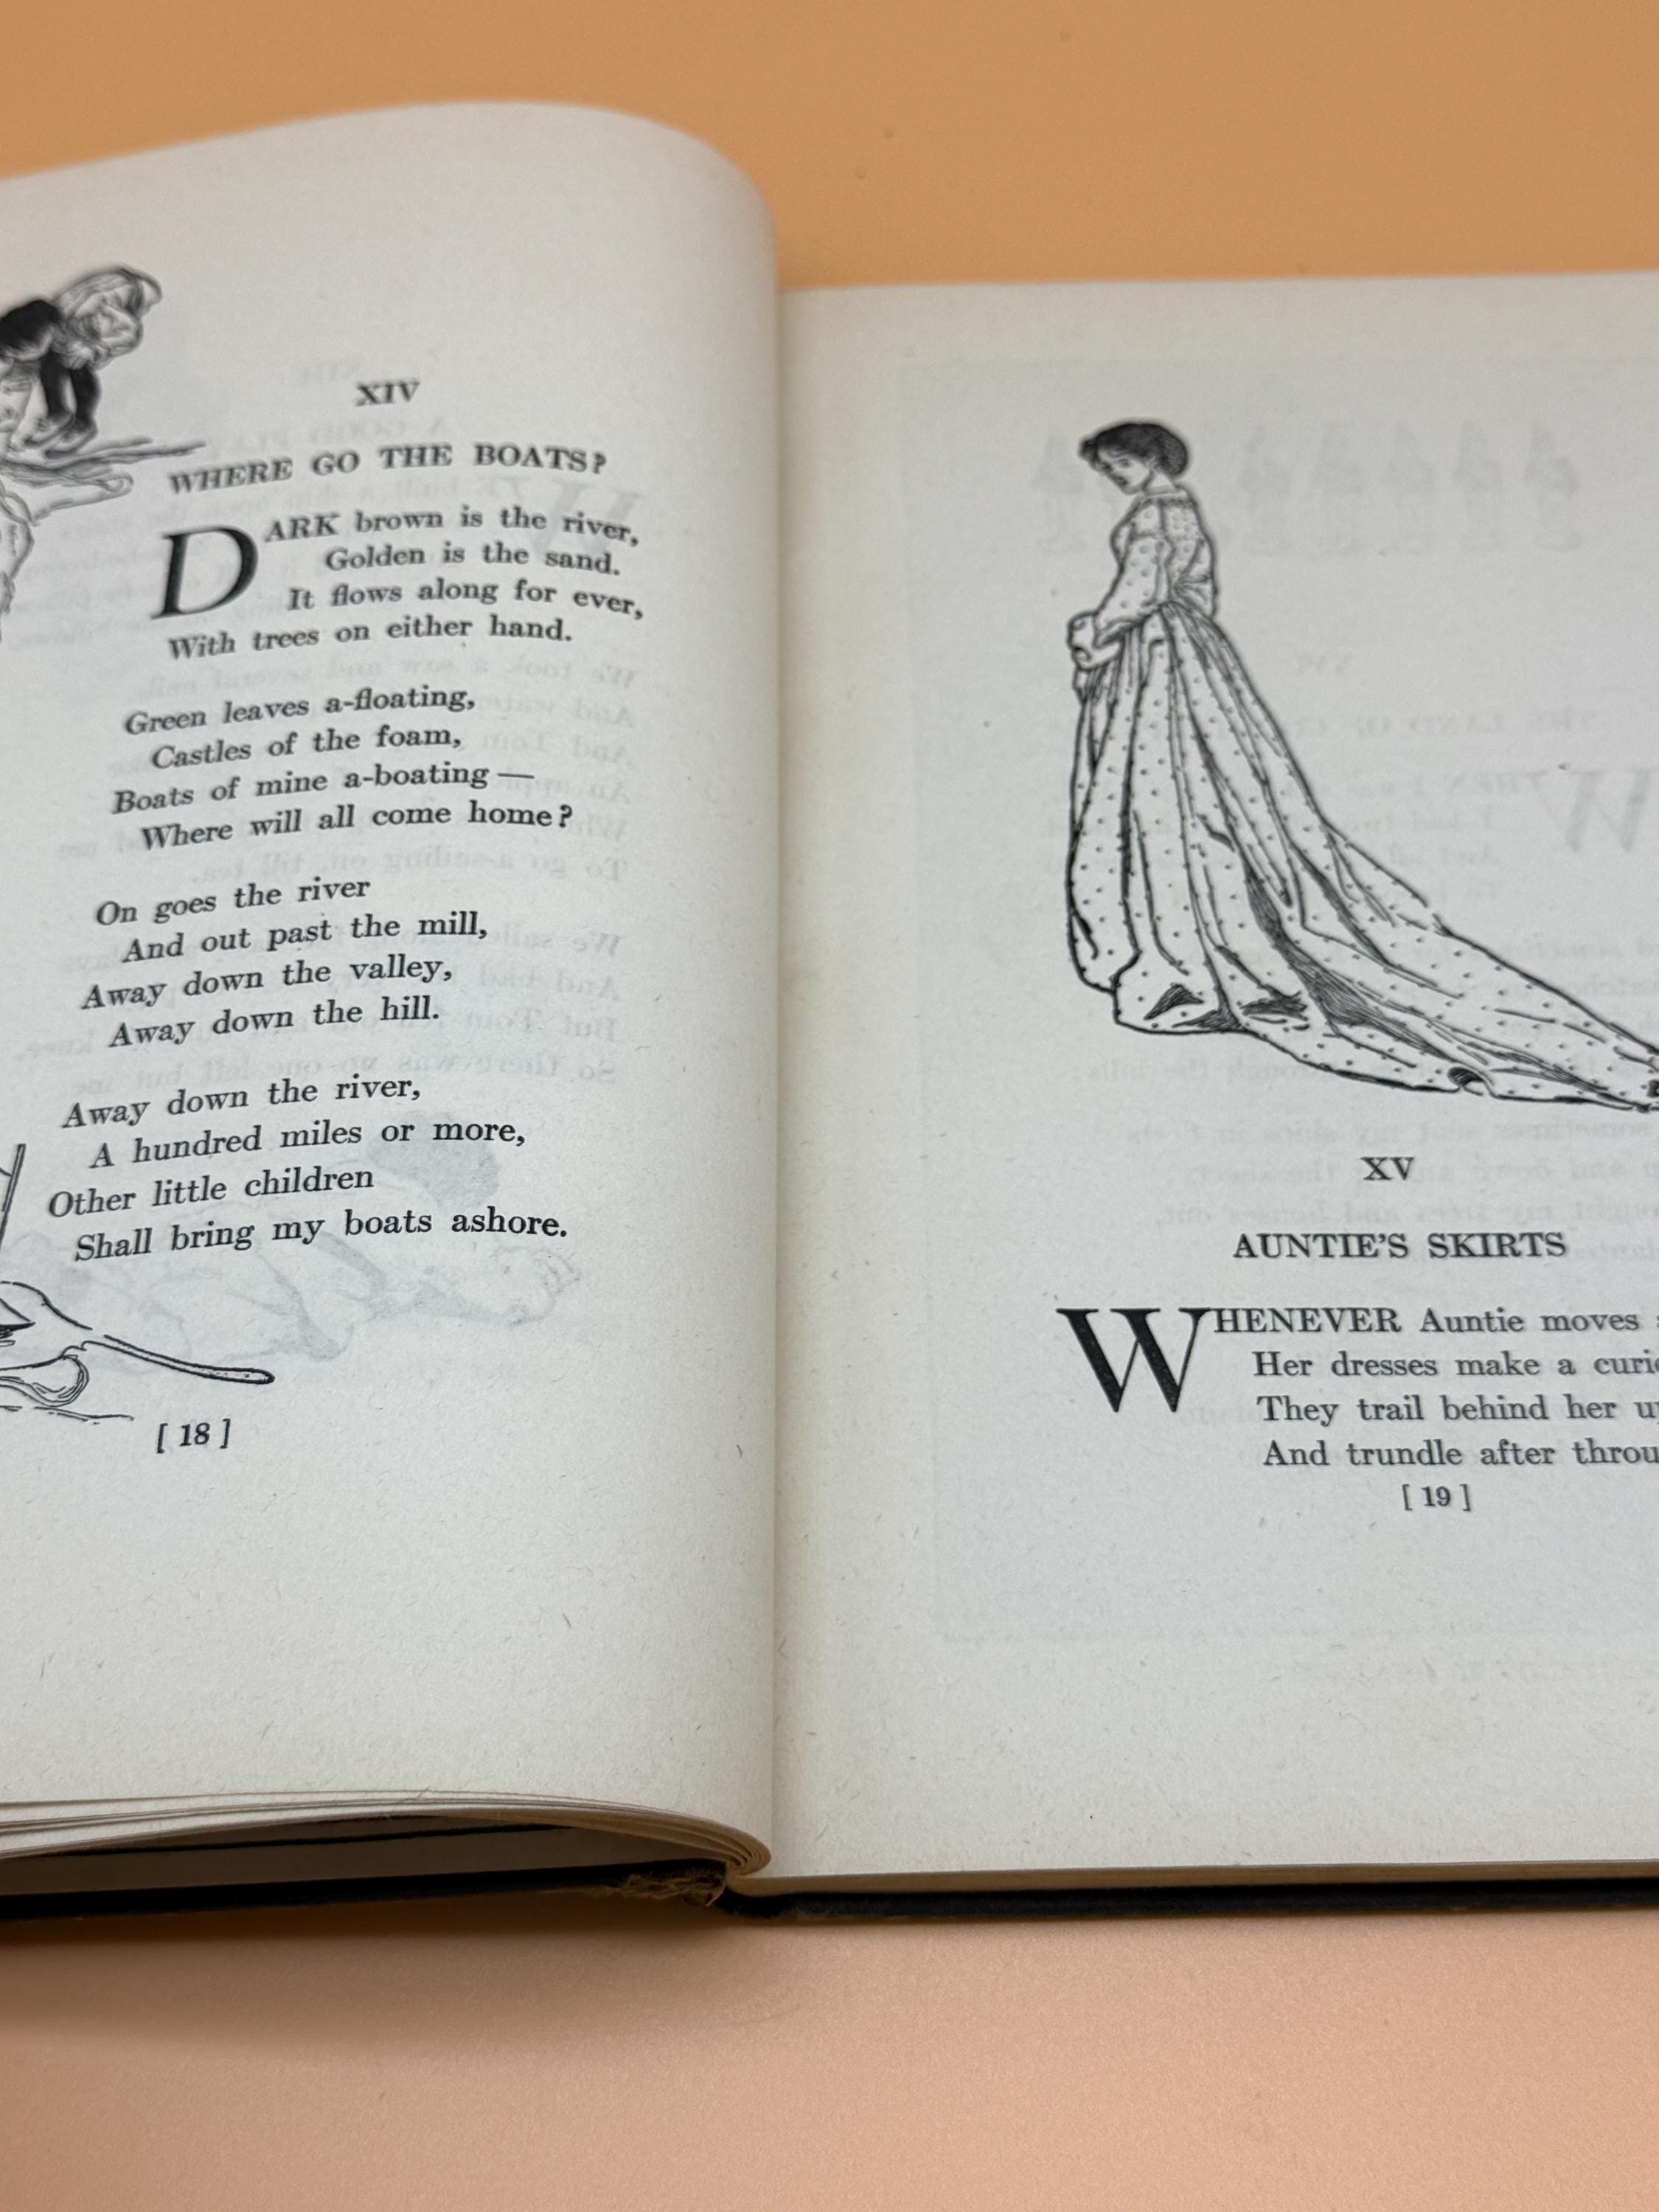 XIV
WHERE GO THE BOATS?
DARK brown is the river,
Golden is the sand.
It flows along for ever,
With trees on either hand.
Green leaves a-floating,
Castles of the foam,
Boats of mine a-boating —
Where will all come home?
On goes the river
And out past the mill,
Away down the valley,
Away down the hill.
Away down the river,
A hundred miles or more,
Other little children
Shall bring my boats ashore.
[ 18 ]
XV
AUNTIE'S SKIRTS
WHENEVER Auntie moves
Her dresses make a
They trail behind her
And trundle after
[ 19 ]